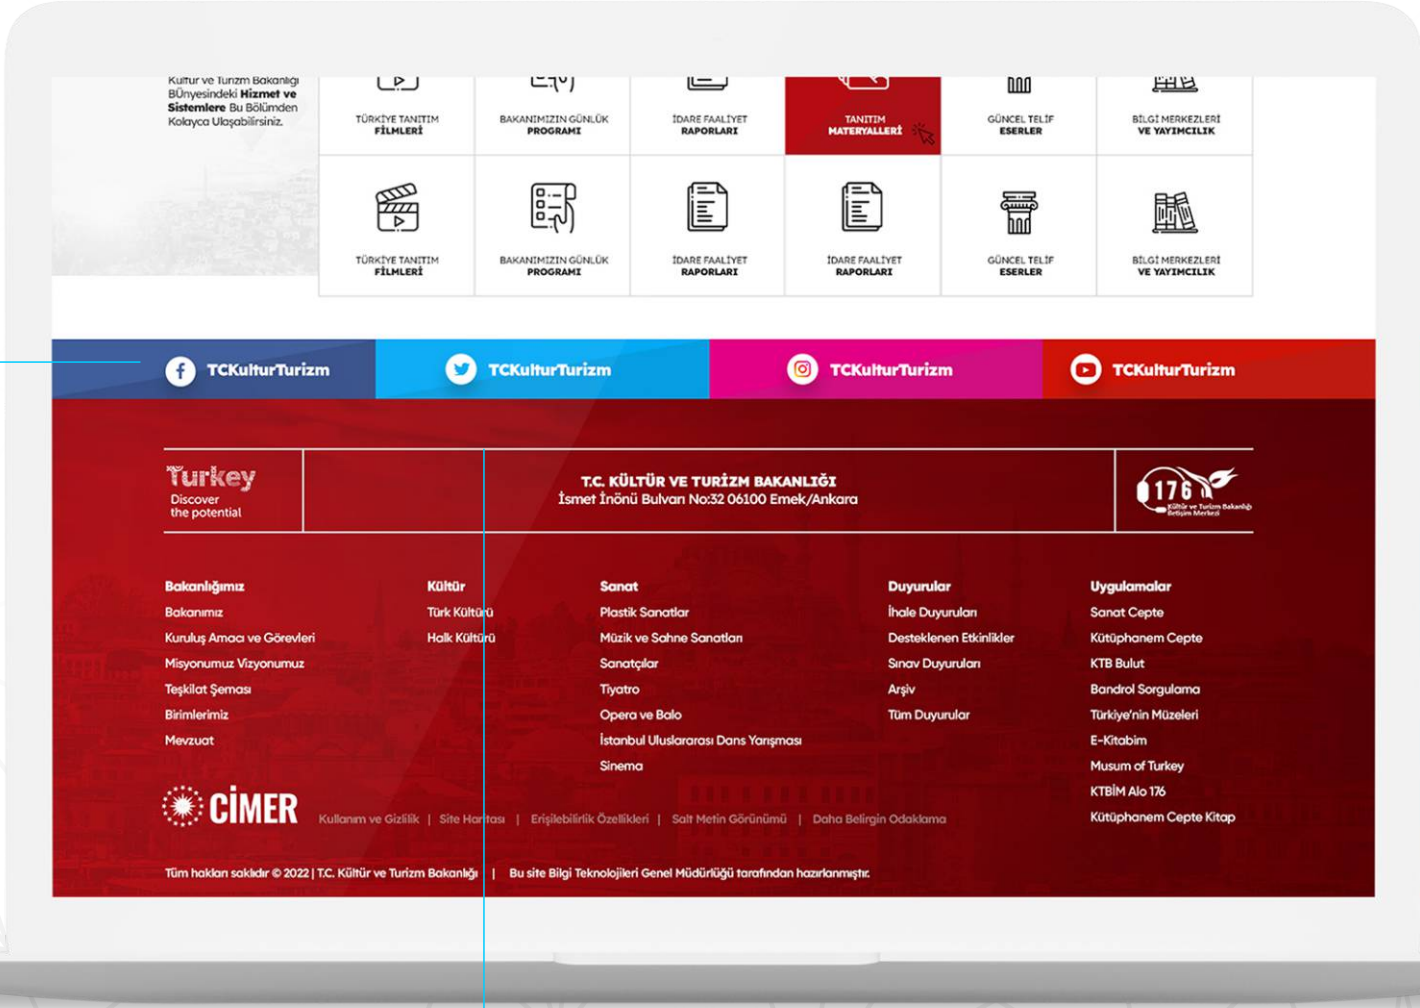 Kültür ve Turizm Bakanlığı
BÜnyesindeki Hizmet ve
Sistemlere Bu Bölümden
Kolayca Ulaşabilirsiniz.
TÜRKİYE TANITIM
FİLMLERİ
BAKANIMIZIN GÜNLÜK
PROGRAMI
İDARE FAALİYET
RAPORLARI
TANITIM
MATERYALLERİ
GÜNCEL TELİF
ESERLER
BİLGİ MERKEZLERİ
VE YAYIMCILIK
TÜRKİYE TANITIM
FİLMLERİ
BAKANIMIZIN GÜNLÜK
PROGRAMI
İDARE FAALİYET
RAPORLARI
İDARE FAALİYET
RAPORLARI
GÜNCEL TELİF
ESERLER
BİLGİ MERKEZLERİ
VE YAYIMCILIK
TCKulturTurizm
TCKulturTurizm
TCKulturTurizm
TCKulturTurizm
Turkey
Discover
the potential
T.C. KÜLTÜR VE TURİZM BAKANLIĞI
İsmet İnönü Bulvarı No:32 06100 Emek/Ankara
176
Kültür ve Turizm Bakanlığı
İletişim Merkezi
Bakanlığımız
Bakanımız
Kuruluş Amacı ve Görevleri
Misyonumuz Vizyonumuz
Teşkilat Şeması
Birimlerimiz
Mevzuat
Kültür
Türk Kültürü
Halk Kültürü
Sanat
Plastik Sanatlar
Müzik ve Sahne Sanatları
Sanatçılar
Tiyatro
Opera ve Balo
İstanbul Uluslararası Dans Yarışması
Sinema
Duyurular
İhale Duyuruları
Desteklenen Etkinlikler
Sınav Duyuruları
Arşiv
Tüm Duyurular
Uygulamalar
Sanat Cepte
Kütüphanem Cepte
KTB Bulut
Bandrol Sorgulama
Türkiye'nin Müzeleri
E-Kitabim
Musum of Turkey
KTBİM Alo 176
Kütüphanem Cepte Kitap
CİMER
Kullanım ve Gizlilik | Site Haritası | Erişilebilirlik Özellikleri | Salt Metin Görünümü | Daha Belirgin Odaklama
Tüm hakları saklıdır © 2022 | T.C. Kültür ve Turizm Bakanlığı | Bu site Bilgi Teknolojileri Genel Müdürlüğü tarafından hazırlanmıştır.